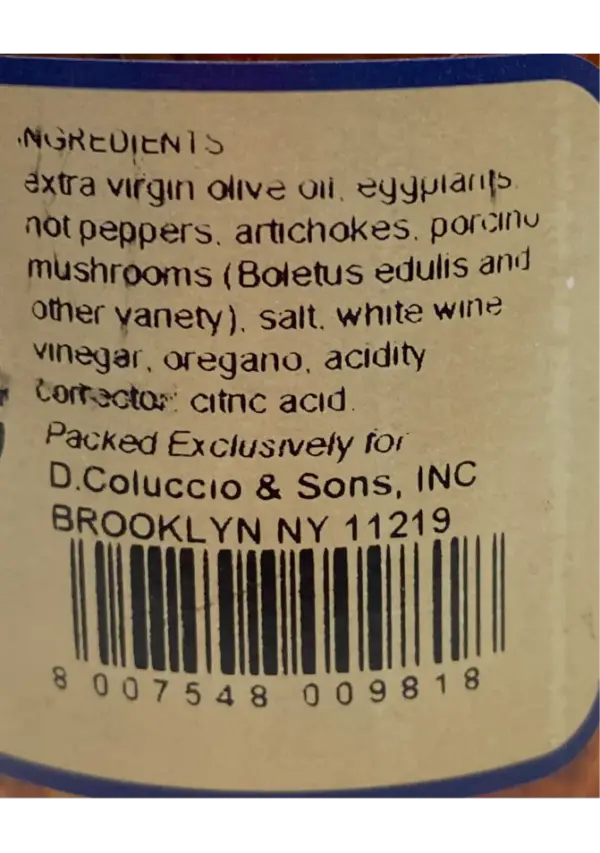 INGREDIENTS
extra virgin olive oil, eggplants,
hot peppers, artichokes, porcino
mushrooms (Boletus edulis and
other variety), salt, white wine
vinegar, oregano, acidity
corrector: citric acid.
Packed Exclusively for
D.Coluccio & Sons, INC
BROOKLYN NY 11219
8 007548 009818